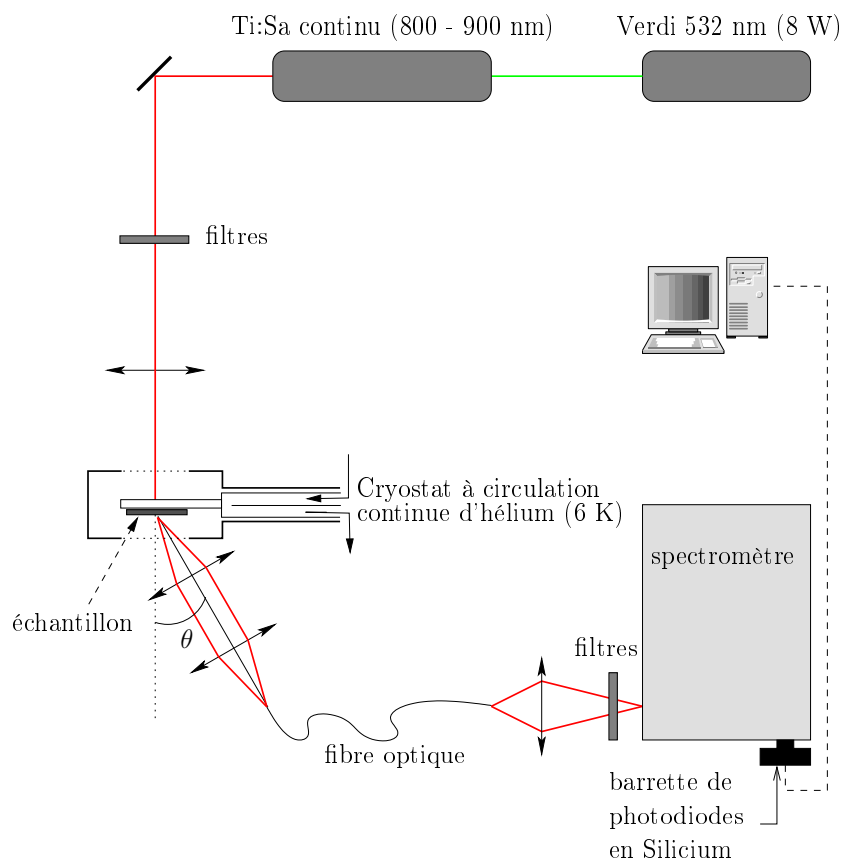 Ti:Sa continu (800 - 900 nm)
Verdi 532 nm (8 W)
filtres
Cryostat à circulation
continue d'hélium (6 K)
spectromètre
échantillon
θ
filtres
fibre optique
barrette de
photodiodes
en Silicium